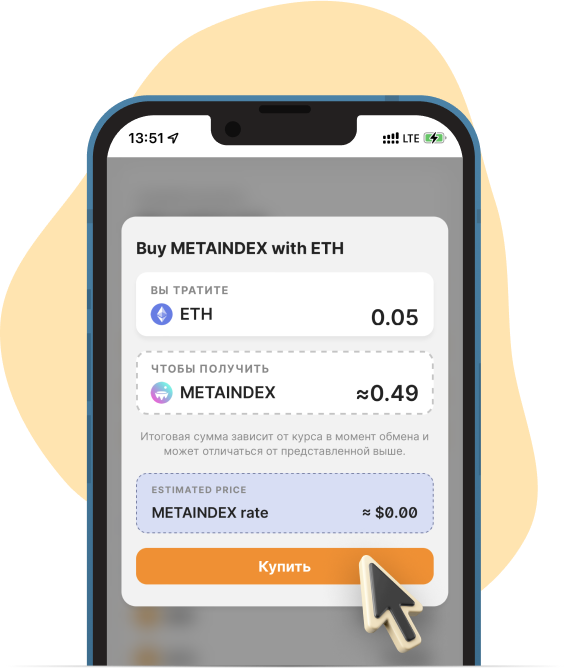 13:51 LTE
Buy METAINDEX with ETH
ВЫ ТРАТИТЕ
ETH 0.05
ЧТОБЫ ПОЛУЧИТЬ
METAINDEX ≈0.49
Итоговая сумма зависит от курса в момент обмена и
может отличаться от представленной выше.
ESTIMATED PRICE
METAINDEX rate ≈ $0.00
Купить